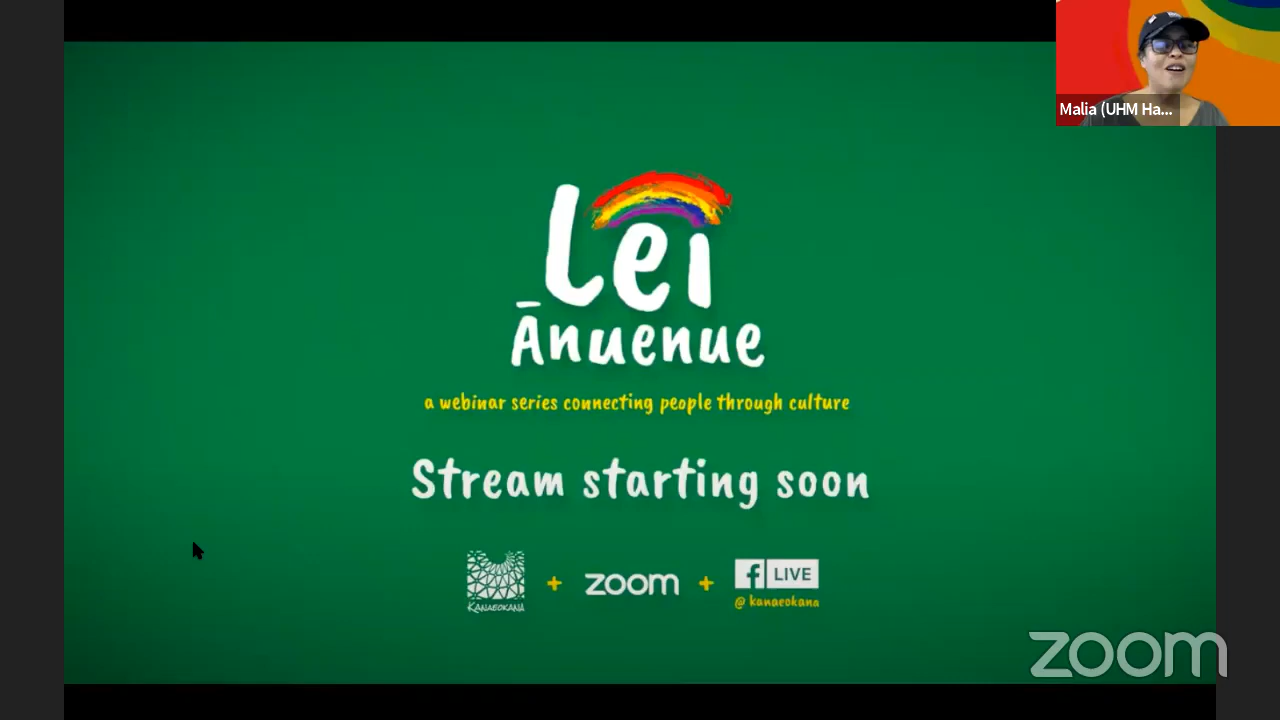 Malia (UHM Ha...
Lei
Ānuenue
a webinar series connecting people through culture
Stream starting soon
KANAEOKANA
+ zoom +
f LIVE
@ kanaeokana
zoom